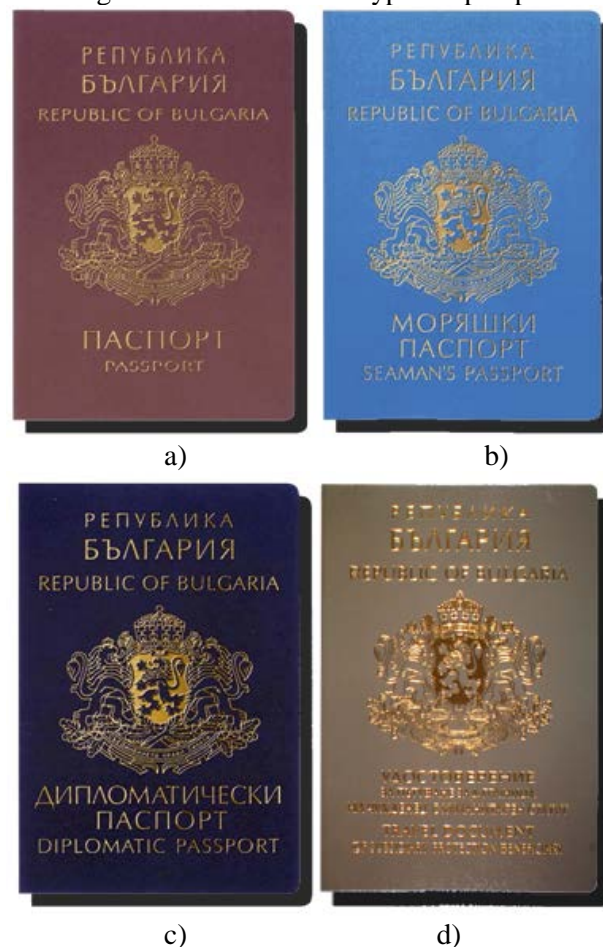 РЕПУБЛИКА
БЪЛГАРИЯ
REPUBLIC OF BULGARIA
ПАСПОРТ
PASSPORT
a)
РЕПУБЛИКА
БЪЛГАРИЯ
REPUBLIC OF BULGARIA
МОРЯШКИ
ПАСПОРТ
SEAMAN'S PASSPORT
b)
РЕПУБЛИКА
БЪЛГАРИЯ
REPUBLIC OF BULGARIA
ДИПЛОМАТИЧЕСКИ
ПАСПОРТ
DIPLOMATIC PASSPORT
c)
РЕПУБЛИКА
БЪЛГАРИЯ
REPUBLIC OF BULGARIA
УДОСТОВЕРЕНИЕ
TRAVEL DOCUMENT
d)